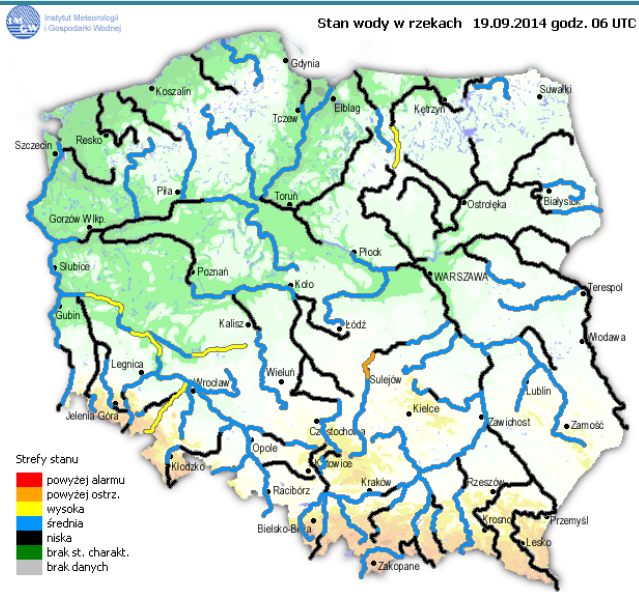 Instytut Meteorologii
i Gospodarki Wodnej
IMGW
Stan wody w rzekach 19.09.2014 godz. 06 UTC
Gdynia
Koszalin
Suwałki
Elbląg
Kętrzyn
Tczew
Resko
Szczecin
Piła
Toruń
Ostrołęka
Białystok
Gorzów Wlkp.
Płock
Słubice
Poznań
WARSZAWA
Koło
Terespol
Gubin
Kalisz
Łódź
Włodawa
Legnica
Wieluń
Sulejów
Wrocław
Lublin
Jelenia Góra
Kielce
Zawichost
Zamość
Częstochowa
Opole
Kłodzko
Katowice
Racibórz
Kraków
Rzeszów
Bielsko-Biała
Krosno
Przemyśl
Lesko
Zakopane
Strefy stanu
powyżej alarmu
powyżej ostrz.
wysoka
średnia
niska
brak st. charakt.
brak danych